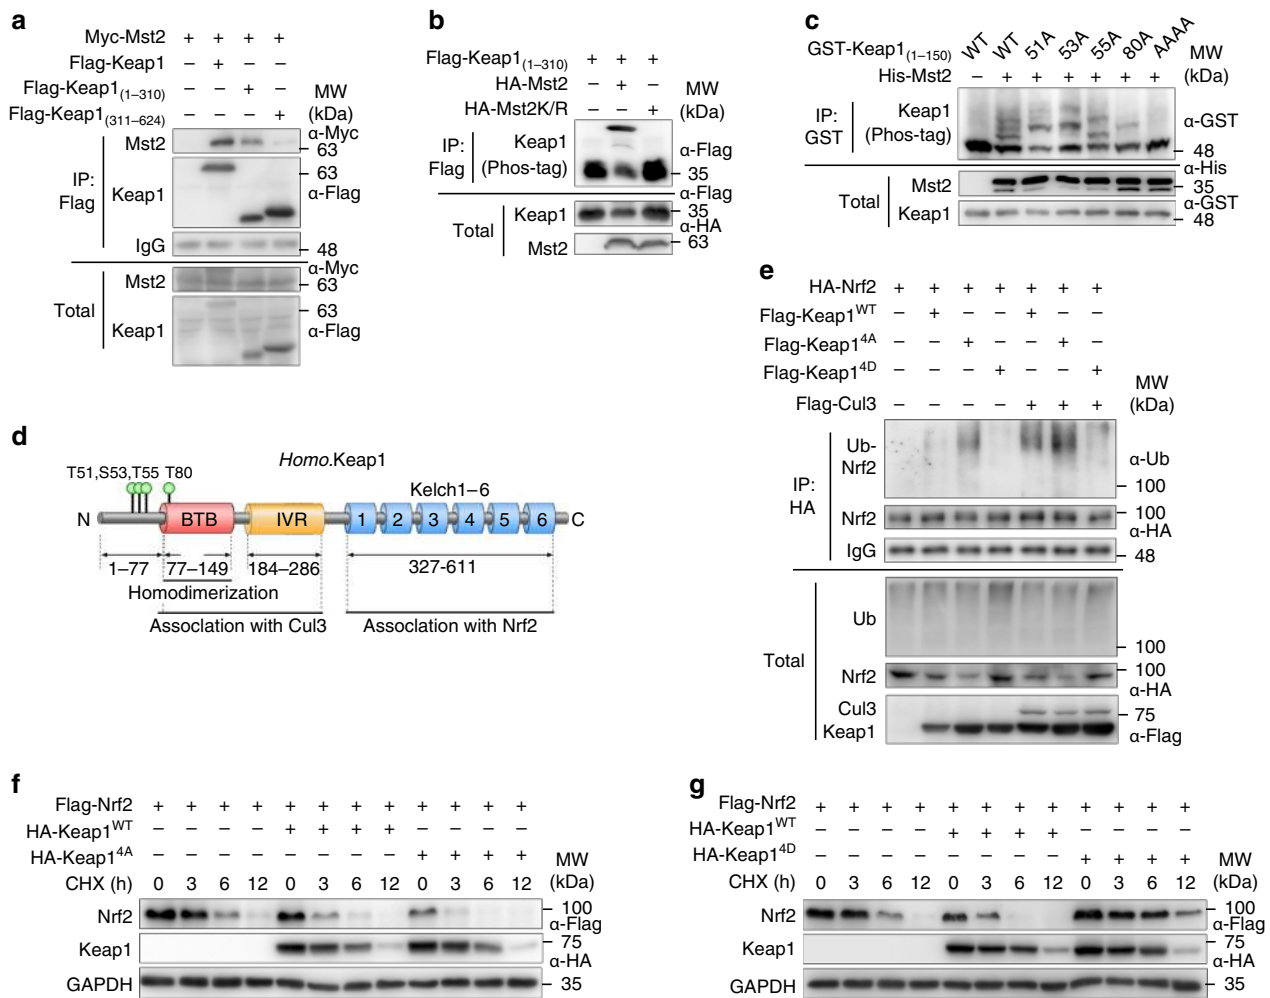 a
Myc-Mst2 + + + +
Flag-Keap1 – + – –
Flag-Keap1(1–310) – – + –
Flag-Keap1(311–624) – – – +
MW
(kDa)
IP:
Flag
Mst2
α-Myc
63
Keap1
63
α-Flag
IgG
48
Total
Mst2
α-Myc
63
Keap1
63
α-Flag
b
Flag-Keap1(1–310) + + +
HA-Mst2 – + –
HA-Mst2K/R – – +
MW
(kDa)
IP:
Flag
Keap1
(Phos-tag)
α-Flag
35
Total
Keap1
α-Flag
35
Mst2
α-HA
63
c
GST-Keap1(1–150) WT WT 51A 53A 55A 80A AAAA
His-Mst2 – + + + + + +
MW
(kDa)
IP:
GST
Keap1
(Phos-tag)
α-GST
48
Total
Mst2
α-His
35
Keap1
α-GST
48
d
Homo.Keap1
T51,S53,T55 T80
Kelch1–6
N BTB IVR 1 2 3 4 5 6 C
1–77 77–149 184–286 327-611
Homodimerization
Association with Cul3 Association with Nrf2
e
HA-Nrf2 + + + + + + +
Flag-Keap1WT – + – – + – –
Flag-Keap14A – – + – – + –
Flag-Keap14D – – – + – – +
Flag-Cul3 – – – – + + +
MW
(kDa)
IP:
HA
Ub-
Nrf2
α-Ub
100
Nrf2
100
α-HA
IgG
48
Total
Ub
100
Nrf2
100
α-HA
Cul3
75
Keap1
α-Flag
f
Flag-Nrf2 + + + + + + + + + + + +
HA-Keap1WT – – – – + + + + – – – –
HA-Keap14A – – – – – – – – + + + +
MW
(kDa)
CHX (h) 0 3 6 12 0 3 6 12 0 3 6 12
Nrf2
100
α-Flag
Keap1
75
α-HA
GAPDH
35
g
Flag-Nrf2 + + + + + + + + + + + +
HA-Keap1WT – – – – + + + + – – – –
HA-Keap14D – – – – – – – – + + + +
MW
(kDa)
CHX (h) 0 3 6 12 0 3 6 12 0 3 6 12
Nrf2
100
α-Flag
Keap1
75
α-HA
GAPDH
35